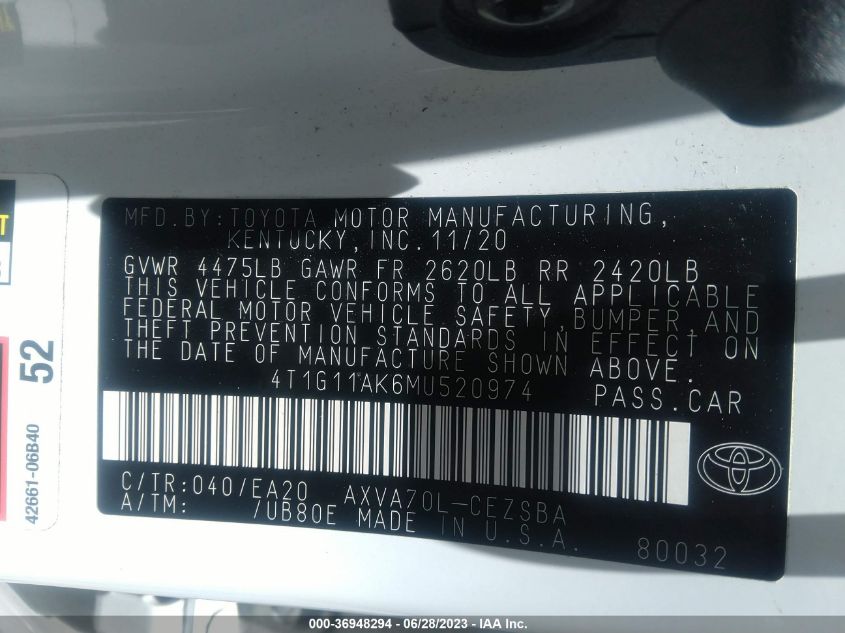 MFD.BY:TOYOTA MOTOR MANUFACTURING,
KENTUCKY,INC.11/20
GVWR 4475LB GAWR FR 2620LB RR 2420LB
THIS VEHICLE CONFORMS TO ALL APPLICABLE
FEDERAL MOTOR VEHICLE SAFETY,BUMPER,AND
THEFT PREVENTION STANDARDS IN EFFECT ON
THE DATE OF MANUFACTURE SHOWN ABOVE.
4T1G11AK6MU520974 PASS.CAR
C/TR:040/EA20 AXVA70L-CEZSBA
A/TM: /UB80E MADE IN U.S.A. 80032
52
42661-06B40
000-36948294 - 06/28/2023 - IAA Inc.